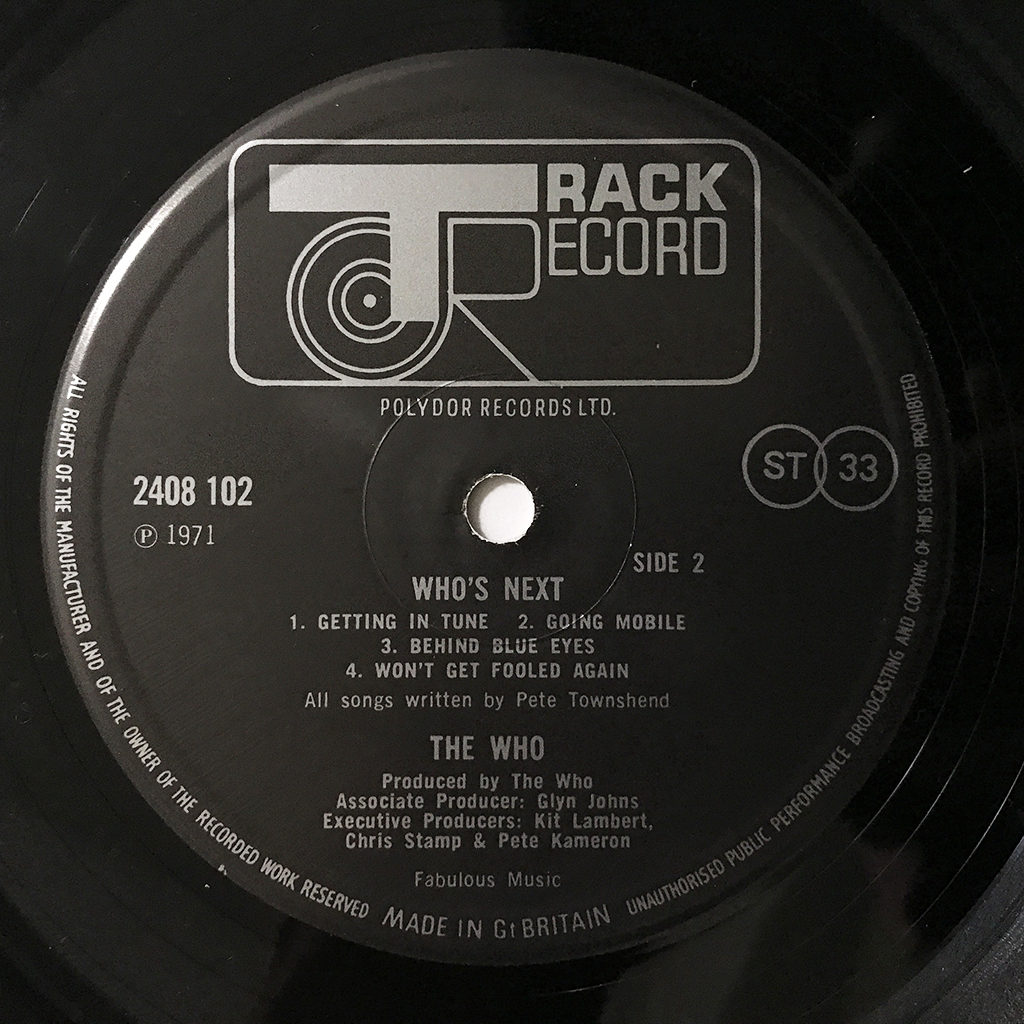 TRACK
RECORD
POLYDOR RECORDS LTD.
ST 33
2408 102
Ⓟ 1971
SIDE 2
WHO'S NEXT
1. GETTING IN TUNE 2. GOING MOBILE
3. BEHIND BLUE EYES
4. WON'T GET FOOLED AGAIN
All songs written by Pete Townshend
THE WHO
Produced by The Who
Associate Producer: Glyn Johns
Executive Producers: Kit Lambert,
Chris Stamp & Pete Kameron
Fabulous Music
ALL RIGHTS OF THE MANUFACTURER AND OF THE OWNER OF THE RECORDED WORK RESERVED
MADE IN Gt BRITAIN
UNAUTHORISED PUBLIC PERFORMANCE BROADCASTING AND COPYING OF THIS RECORD PROHIBITED